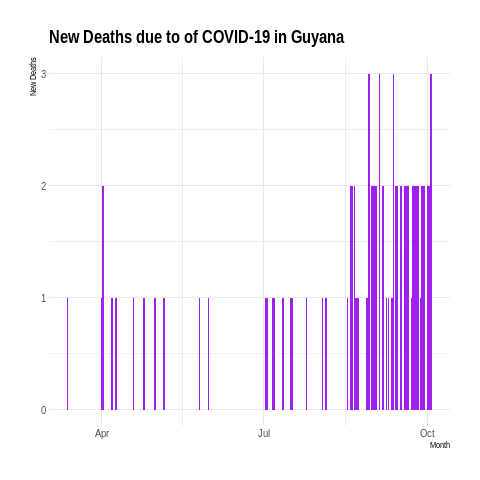 New Deaths due to of COVID-19 in Guyana
New Deaths
3
2
1
0
Apr
Jul
Oct
Month